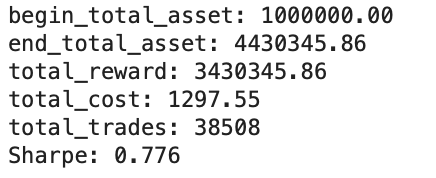 begin_total_asset: 1000000.00
end_total_asset: 4430345.86
total_reward: 3430345.86
total_cost: 1297.55
total_trades: 38508
Sharpe: 0.776